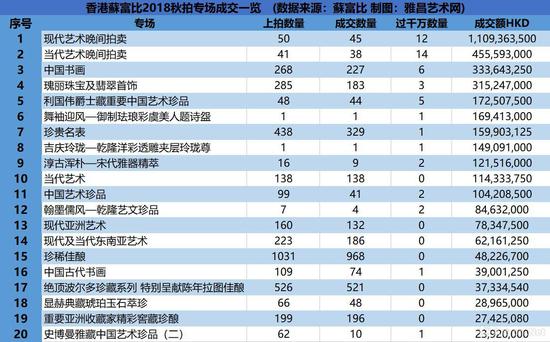 香港蘇富比2018秋拍专场成交一览 (数据来源：蘇富比 制图：雅昌艺术网)
序号 专场 上拍数量 成交数量 过千万数量 成交额HKD
1 现代艺术晚间拍卖 50 45 12 1,109,363,500
2 当代艺术晚间拍卖 41 38 14 455,593,000
3 中国书画 268 227 6 333,643,250
4 瑰丽珠宝及翡翠首饰 285 183 3 315,247,000
5 利国伟爵士藏重要中国艺术珍品 48 44 5 172,507,500
6 舞袖迎风—御制珐琅彩虞美人题诗盌 1 1 1 169,413,000
7 珍贵名表 438 329 1 159,903,125
8 吉庆玲珑—乾隆洋彩透雕夹层玲珑尊 1 1 1 149,091,000
9 淳古浑朴—宋代雅器精萃 16 9 2 121,516,000
10 当代艺术 138 138 0 114,333,750
11 中国艺术珍品 99 41 2 104,208,500
12 翰墨儒风—乾隆艺文珍品 7 4 2 84,632,000
13 现代亚洲艺术 160 132 0 78,347,500
14 现代及当代东南亚艺术 223 186 0 62,161,250
15 珍稀佳酿 1031 968 0 48,226,700
16 中国古代书画 109 74 1 39,001,250
17 绝顶波尔多珍藏系列 特别呈献陈年拉图佳酿 526 521 0 37,334,540
18 显赫典藏琥珀玉石萃珍 66 48 0 28,965,000
19 重要亚洲收藏家精彩窖藏珍酿 199 196 0 27,425,080
20 史博曼雅藏中国艺术珍品（二） 62 10 1 23,920,000